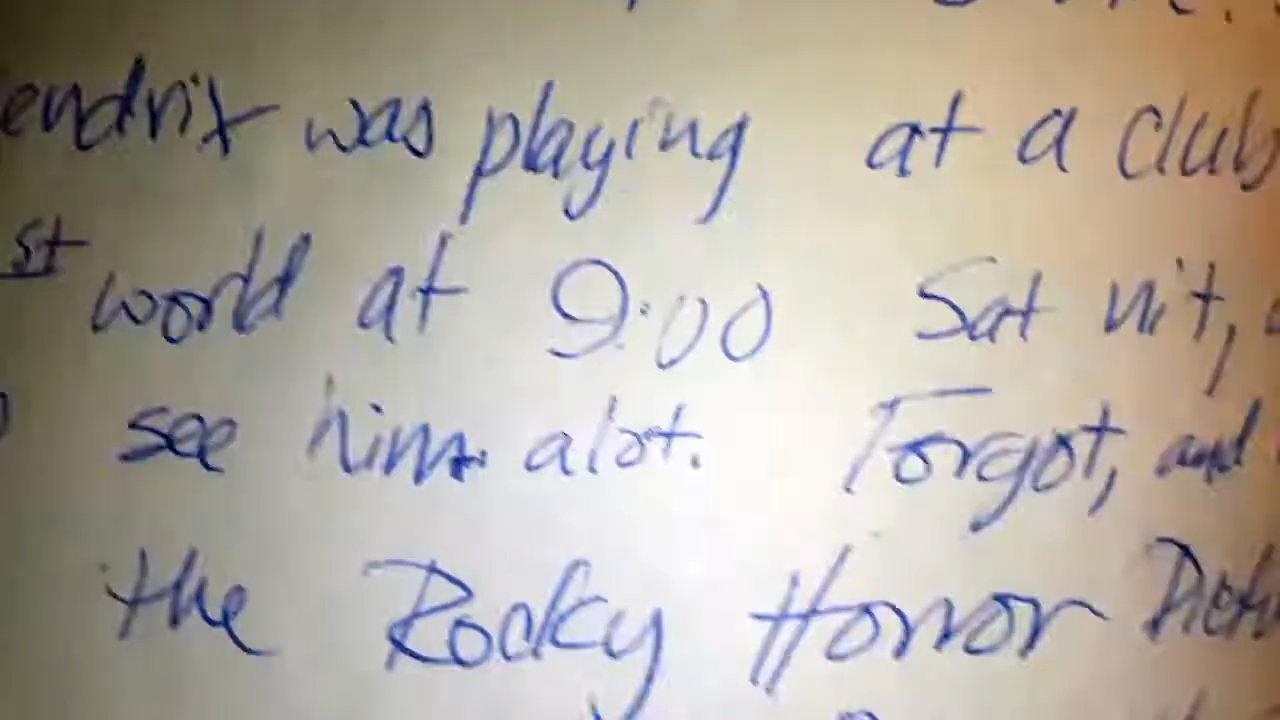 endrix was playing at a club
st world at 9:00 Sat nit,
see him alot. Forgot, and
the Rocky Horror Pictu